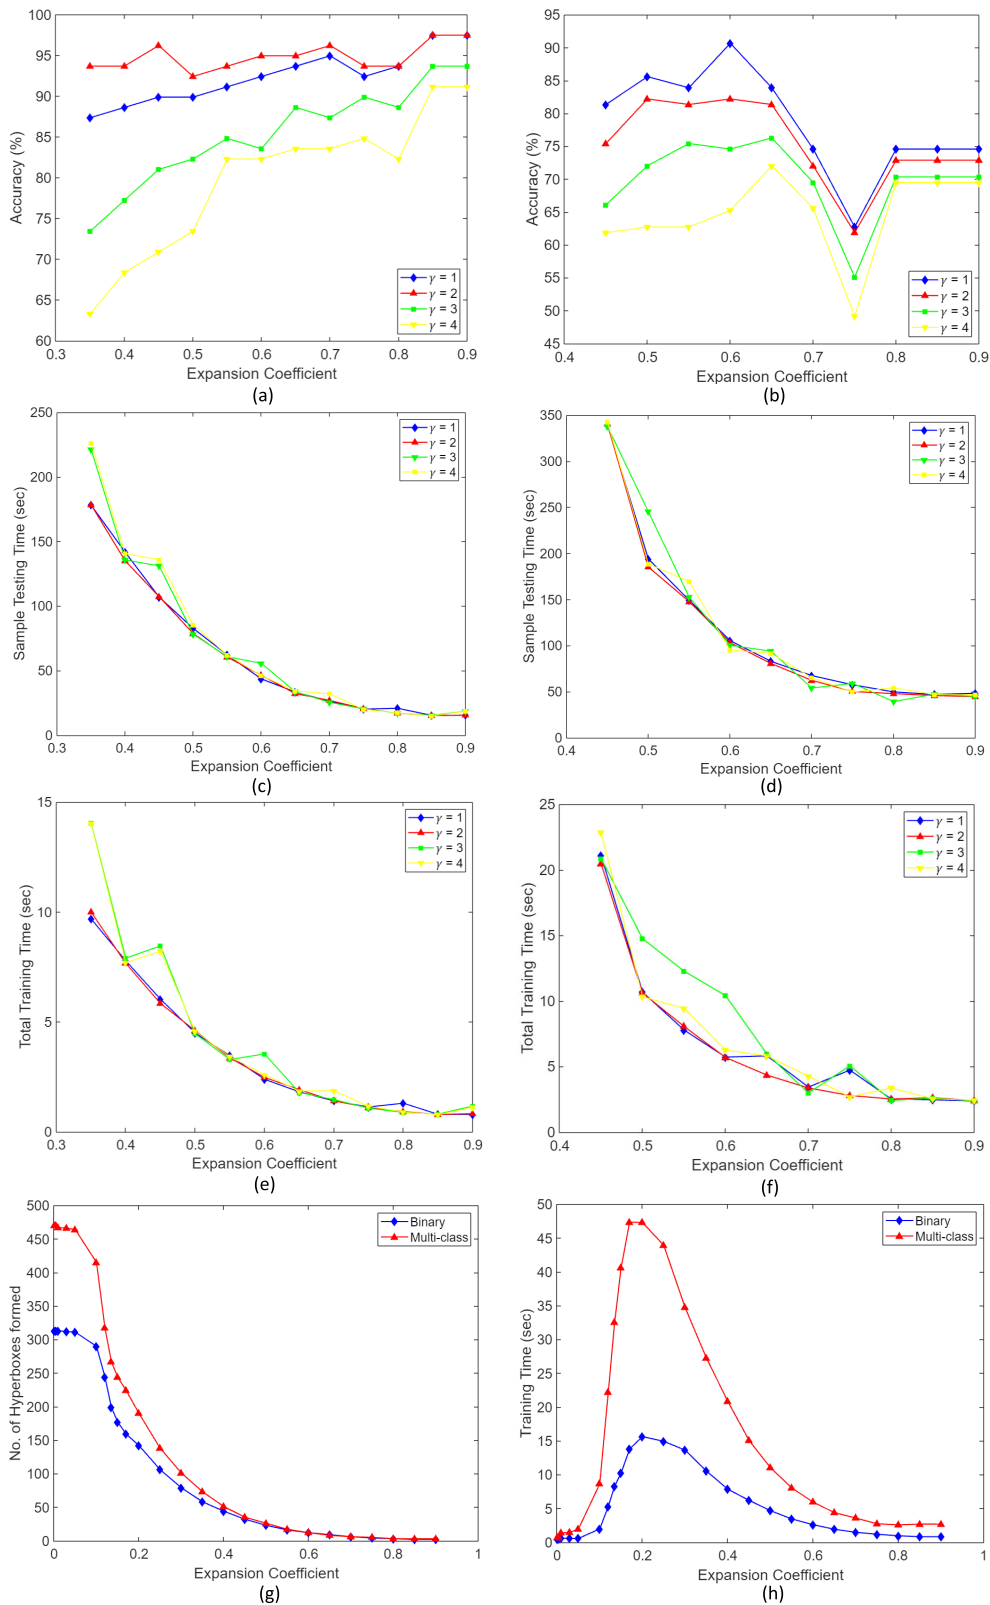 100
95
90
85
80
75
70
65
60
Accuracy (%)
0.3 0.4 0.5 0.6 0.7 0.8 0.9
Expansion Coefficient
γ = 1
γ = 2
γ = 3
γ = 4
(a)
95
90
85
80
75
70
65
60
55
50
45
Accuracy (%)
0.4 0.5 0.6 0.7 0.8 0.9
Expansion Coefficient
γ = 1
γ = 2
γ = 3
γ = 4
(b)
250
200
150
100
50
0
Sample Testing Time (sec)
0.3 0.4 0.5 0.6 0.7 0.8 0.9
Expansion Coefficient
γ = 1
γ = 2
γ = 3
γ = 4
(c)
350
300
250
200
150
100
50
0
Sample Testing Time (sec)
0.4 0.5 0.6 0.7 0.8 0.9
Expansion Coefficient
γ = 1
γ = 2
γ = 3
γ = 4
(d)
15
10
5
0
Total Training Time (sec)
0.3 0.4 0.5 0.6 0.7 0.8 0.9
Expansion Coefficient
γ = 1
γ = 2
γ = 3
γ = 4
(e)
25
20
15
10
5
0
Total Training Time (sec)
0.4 0.5 0.6 0.7 0.8 0.9
Expansion Coefficient
γ = 1
γ = 2
γ = 3
γ = 4
(f)
500
450
400
350
300
250
200
150
100
50
0
No. of Hyperboxes formed
0 0.2 0.4 0.6 0.8 1
Expansion Coefficient
Binary
Multi-class
(g)
50
45
40
35
30
25
20
15
10
5
0
Training Time (sec)
0 0.2 0.4 0.6 0.8 1
Expansion Coefficient
Binary
Multi-class
(h)